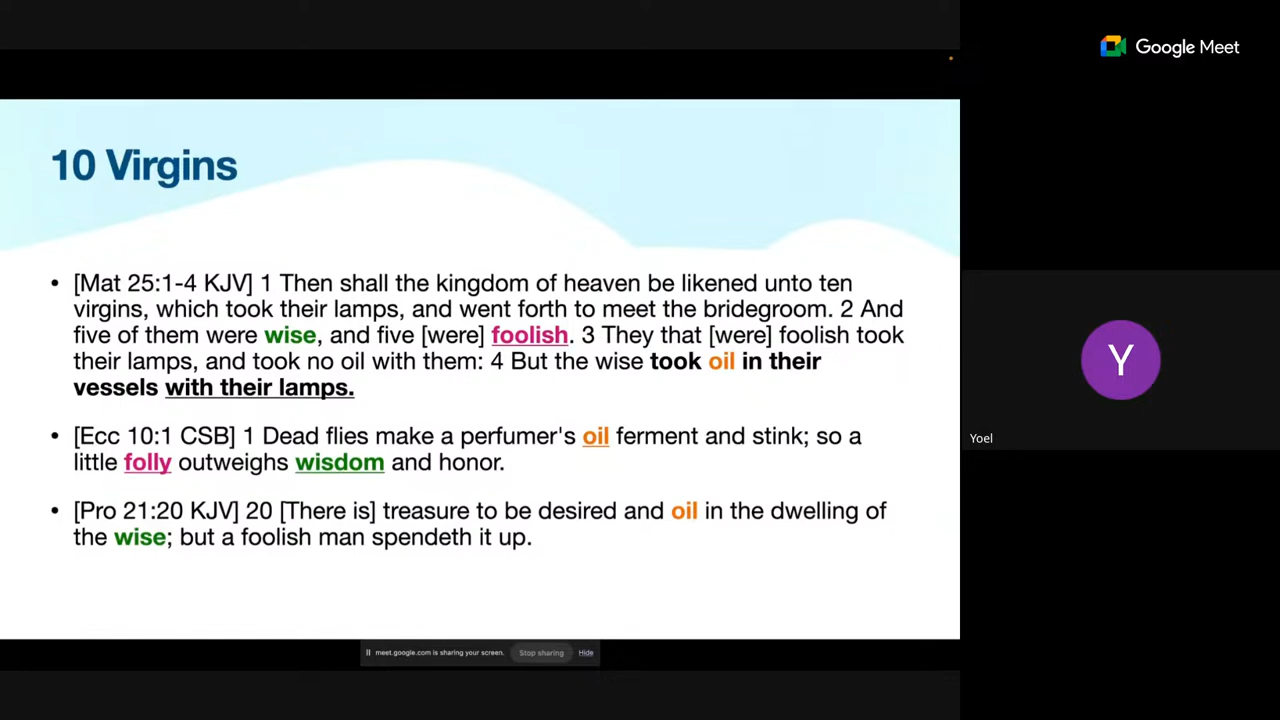 Google Meet
10 Virgins
• [Mat 25:1-4 KJV] 1 Then shall the kingdom of heaven be likened unto ten
virgins, which took their lamps, and went forth to meet the bridegroom. 2 And
five of them were wise, and five [were] foolish. 3 They that [were] foolish took
their lamps, and took no oil with them: 4 But the wise took oil in their
vessels with their lamps.
• [Ecc 10:1 CSB] 1 Dead flies make a perfumer's oil ferment and stink; so a
little folly outweighs wisdom and honor.
• [Pro 21:20 KJV] 20 [There is] treasure to be desired and oil in the dwelling of
the wise; but a foolish man spendeth it up.
Y
Yoel
meet.google.com is sharing your screen. Stop sharing Hide